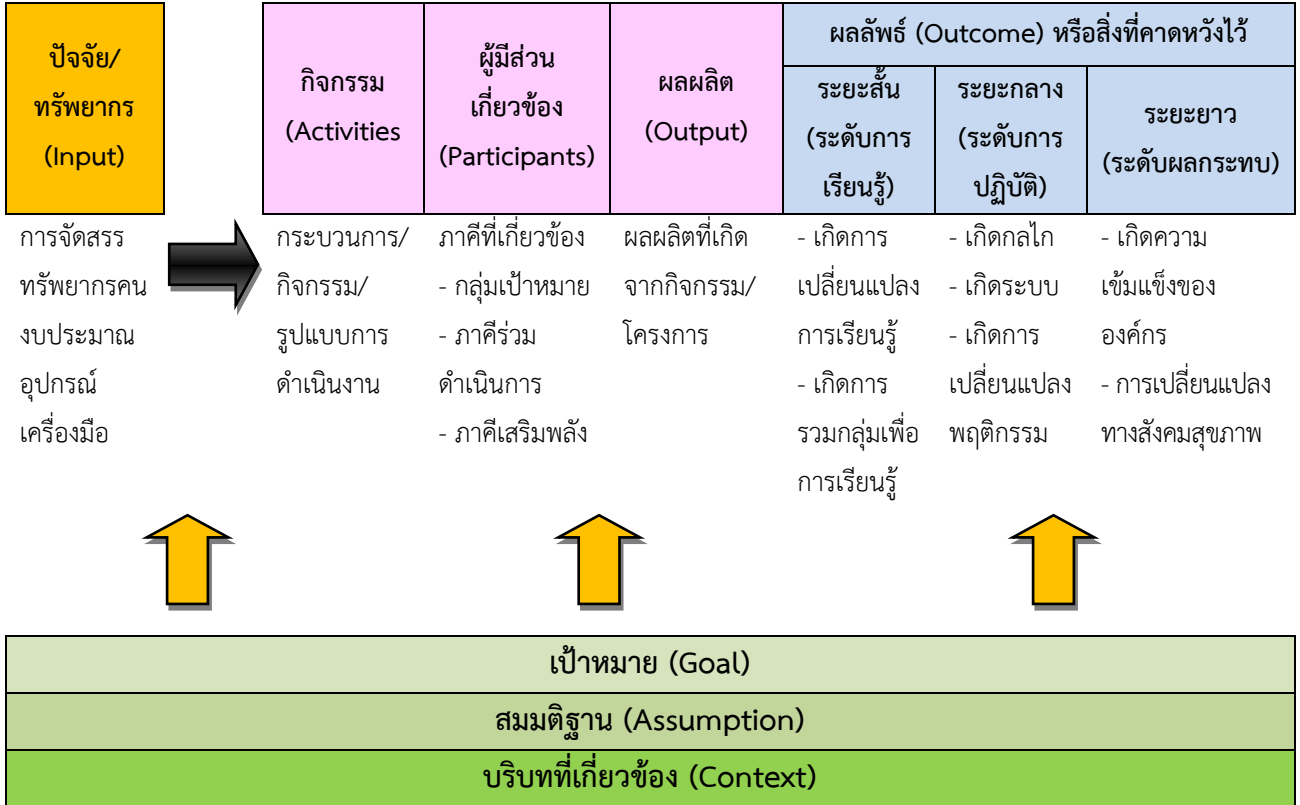 ปัจจัย/
ทรัพยากร
(Input)
กิจกรรม
(Activities
ผู้มีส่วน
เกี่ยวข้อง
(Participants)
ผลผลิต
(Output)
ผลลัพธ์ (Outcome) หรือสิ่งที่คาดหวังไว้
ระยะสั้น
(ระดับการ
เรียนรู้)
ระยะกลาง
(ระดับการ
ปฏิบัติ)
ระยะยาว
(ระดับผลกระทบ)
การจัดสรร
ทรัพยากรคน
งบประมาณ
อุปกรณ์
เครื่องมือ
กระบวนการ/
กิจกรรม/
รูปแบบการ
ดำเนินงาน
ภาคีที่เกี่ยวข้อง
- กลุ่มเป้าหมาย
- ภาคีร่วม
ดำเนินการ
- ภาคีเสริมพลัง
ผลผลิตที่เกิด
จากกิจกรรม/
โครงการ
- เกิดการ
เปลี่ยนแปลง
การเรียนรู้
- เกิดการ
รวมกลุ่มเพื่อ
การเรียนรู้
- เกิดกลไก
- เกิดระบบ
- เกิดการ
เปลี่ยนแปลง
พฤติกรรม
- เกิดความ
เข้มแข็งของ
องค์กร
- การเปลี่ยนแปลง
ทางสังคมสุขภาพ
เป้าหมาย (Goal)
สมมติฐาน (Assumption)
บริบทที่เกี่ยวข้อง (Context)